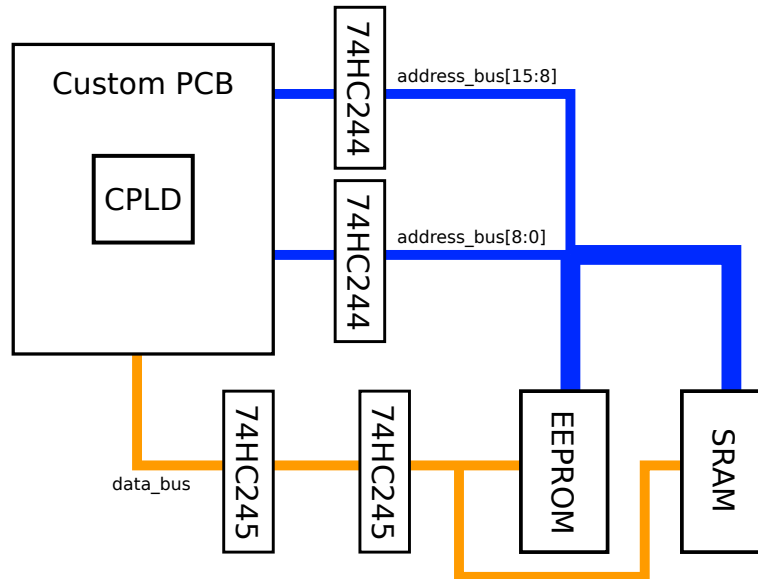 Custom PCB
CPLD
74HC244
address_bus[15:8]
74HC244
address_bus[8:0]
data_bus
74HC245
74HC245
EEPROM
SRAM